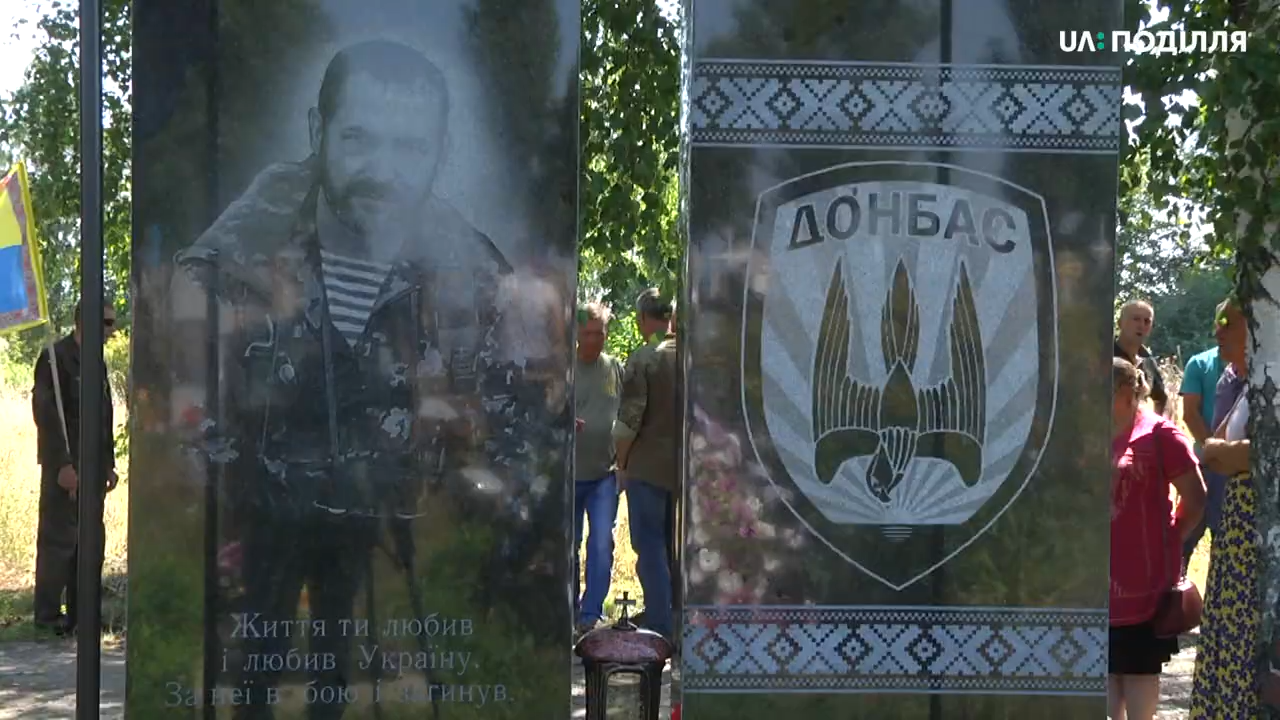 UA: ПОДІЛЛЯ
ДОНБАС
Життя ти любив
і любив Україну.
За неї в бою і загинув.